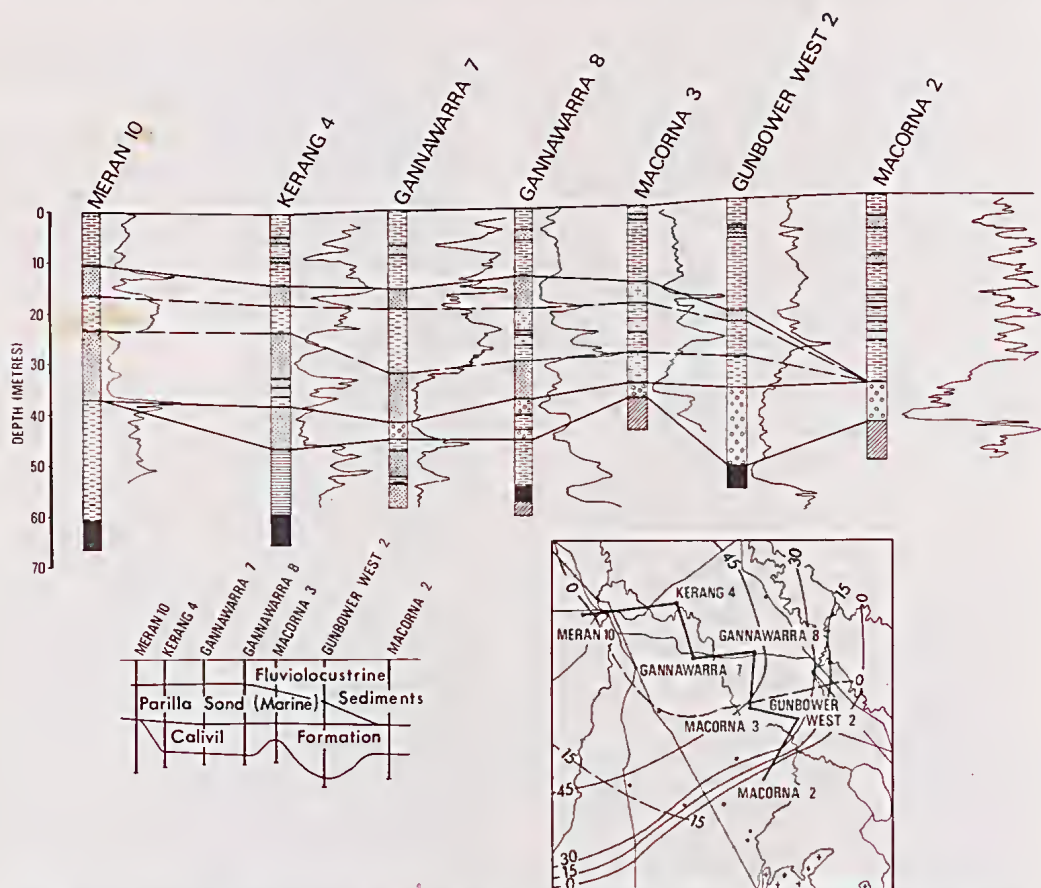 MERAN 10
KERANG 4
GANNAWARRA 7
GANNAWARRA 8
MACORNA 3
GUNBOWER WEST 2
MACORNA 2
DEPTH (METRES)
0
10
20
30
40
50
60
70
MERAN 10
KERANG 4
GANNAWARRA 7
GANNAWARRA 8
MACORNA 3
GUNBOWER WEST 2
MACORNA 2
Fluviolocustrine
Parilla Sond (Marine) Sediments
Calivil Formation
0
45
30
15
0
KERANG 4
MERAN 10
GANNAWARRA 8
GANNAWARRA 7
0
GUNBOWER
WEST 2
MACORNA 3
15
45
15
MACORNA 2
30
15
0